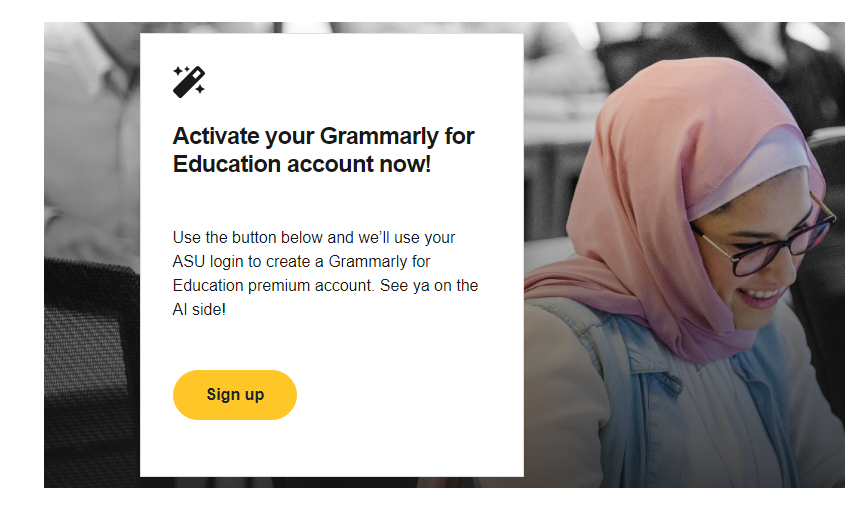 Activate your Grammarly for
Education account now!
Use the button below and we’ll use your
ASU login to create a Grammarly for
Education premium account. See ya on the
AI side!
Sign up